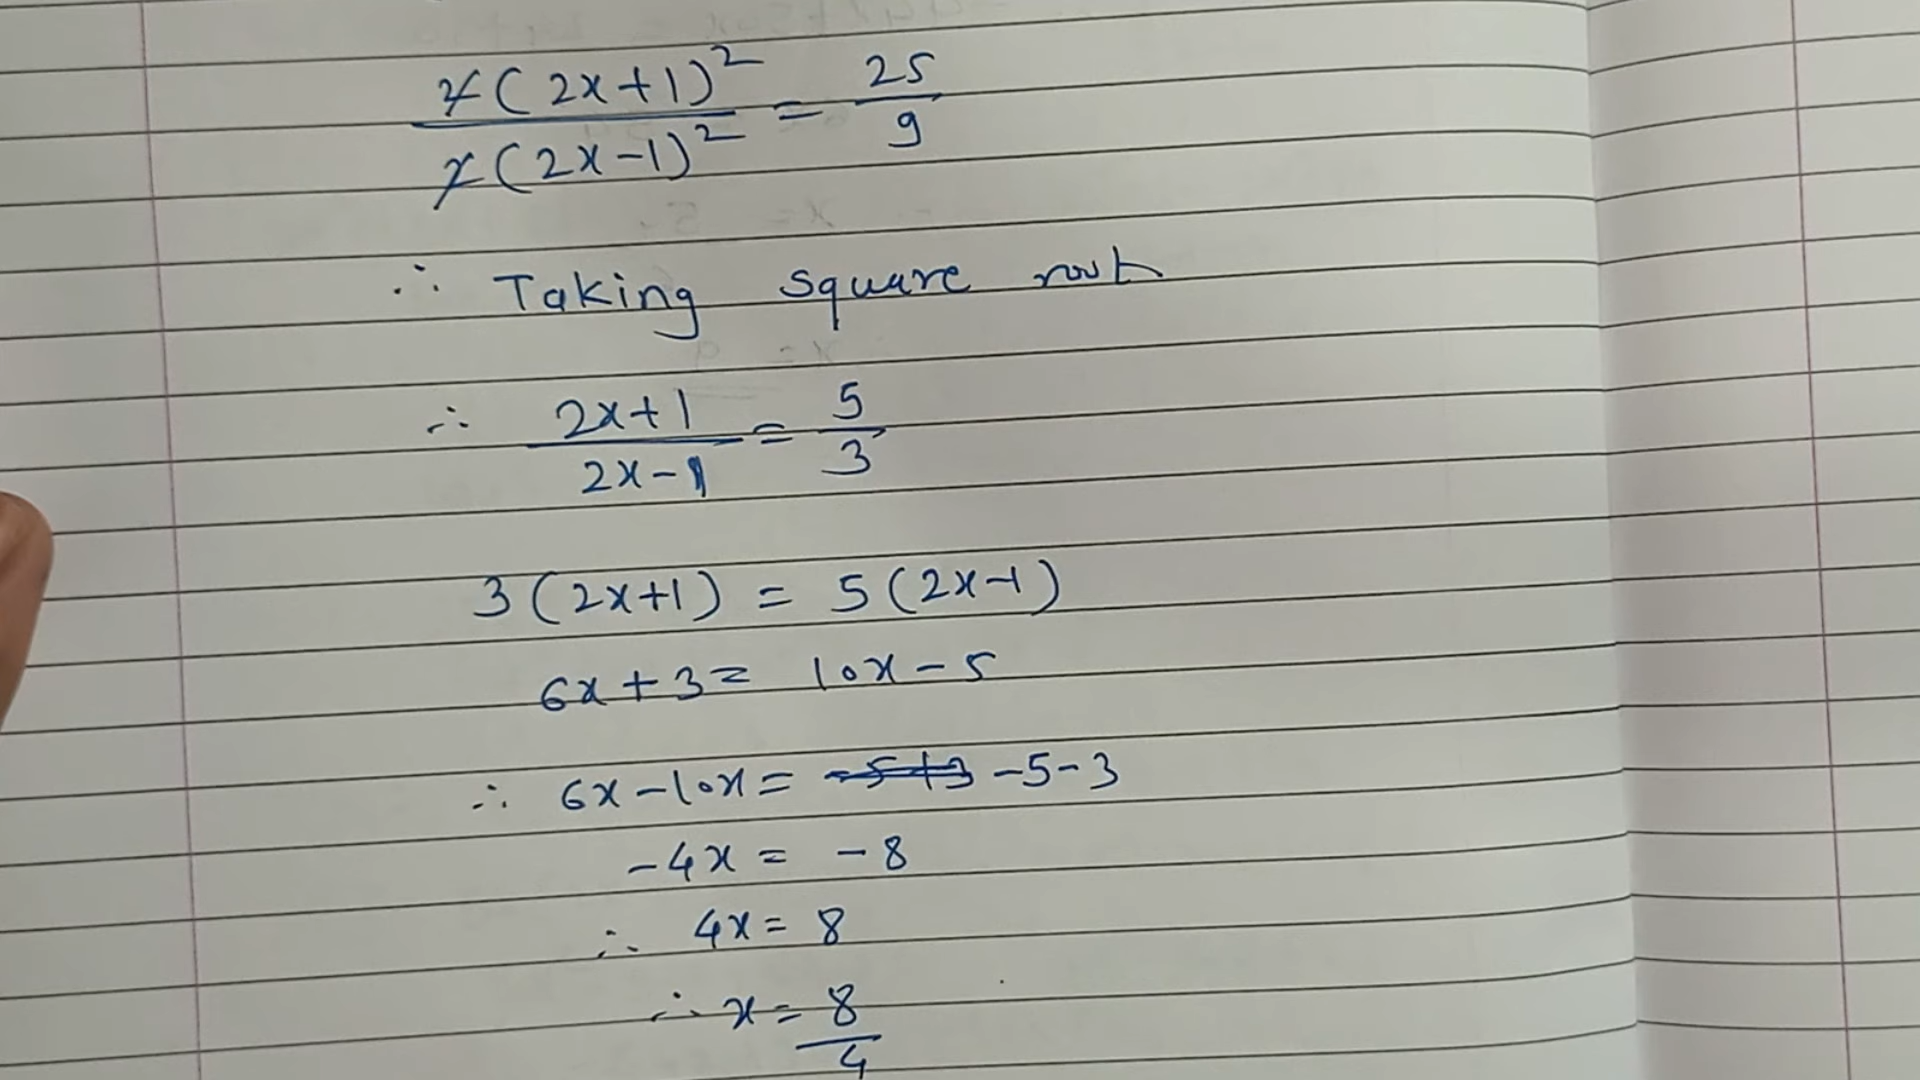 2(2x+1)² / 2(2x-1)² = 25/9
∴ Taking square root
∴ 2x+1 / 2x-1 = 5/3
3(2x+1) = 5(2x-1)
6x+3 = 10x-5
∴ 6x-10x = -5+3 -5-3
-4x = -8
∴ 4x = 8
∴ x = 8/4